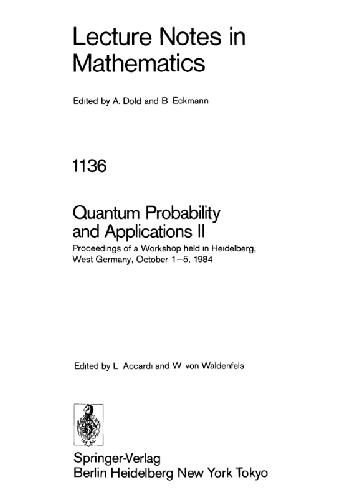 Lecture Notes in
Mathematics
Edited by A. Dold and B. Eckmann
1136
Quantum Probability
and Applications II
Proceedings of a Workshop held in Heidelberg,
West Germany, October 1–5, 1984
Edited by L. Accardi and W. von Waldenfels
Springer-Verlag
Berlin Heidelberg New York Tokyo